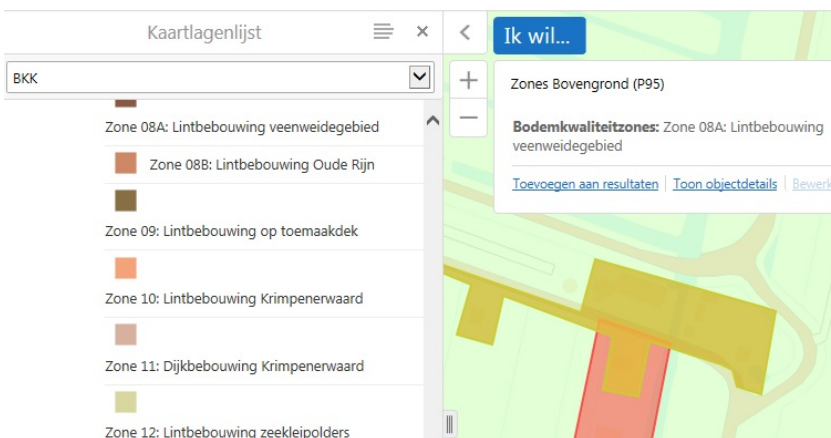 Kaartlagenlijst
BKK
Zone 08A: Lintbebouwing veenweidegebied
Zone 08B: Lintbebouwing Oude Rijn
Zone 09: Lintbebouwing op toemaakdek
Zone 10: Lintbebouwing Krimpenerwaard
Zone 11: Dijkbebouwing Krimpenerwaard
Zone 12: Lintbebouwing zeekleipolders
Ik wil...
Zones Bovengrond (P95)
Bodemkwaliteitzones: Zone 08A: Lintbebouwing
veenweidegebied
Toevoegen aan resultaten Toon objectdetails Bewerk